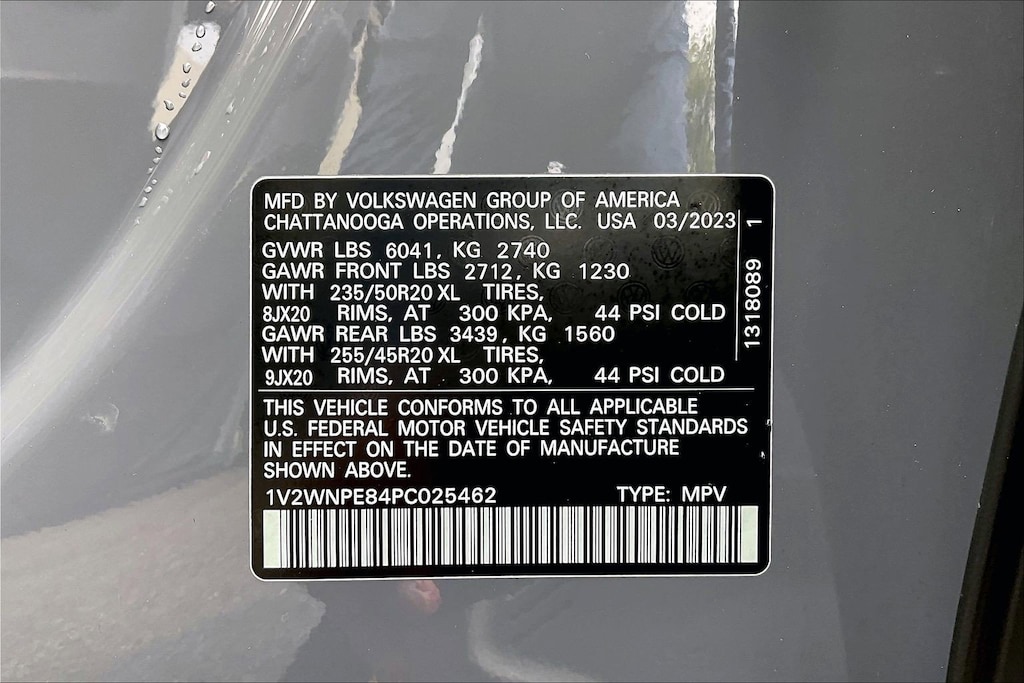 MFD BY VOLKSWAGEN GROUP OF AMERICA
CHATTANOOGA OPERATIONS, LLC. USA 03/2023
GVWR LBS 6041, KG 2740
GAWR FRONT LBS 2712, KG 1230
WITH 235/50R20 XL TIRES,
8JX20 RIMS, AT 300 KPA, 44 PSI COLD
GAWR REAR LBS 3439, KG 1560
WITH 255/45R20 XL TIRES,
9JX20 RIMS, AT 300 KPA, 44 PSI COLD
1318089 1
THIS VEHICLE CONFORMS TO ALL APPLICABLE
U.S. FEDERAL MOTOR VEHICLE SAFETY STANDARDS
IN EFFECT ON THE DATE OF MANUFACTURE
SHOWN ABOVE.
1V2WNPE84PC025462 TYPE: MPV